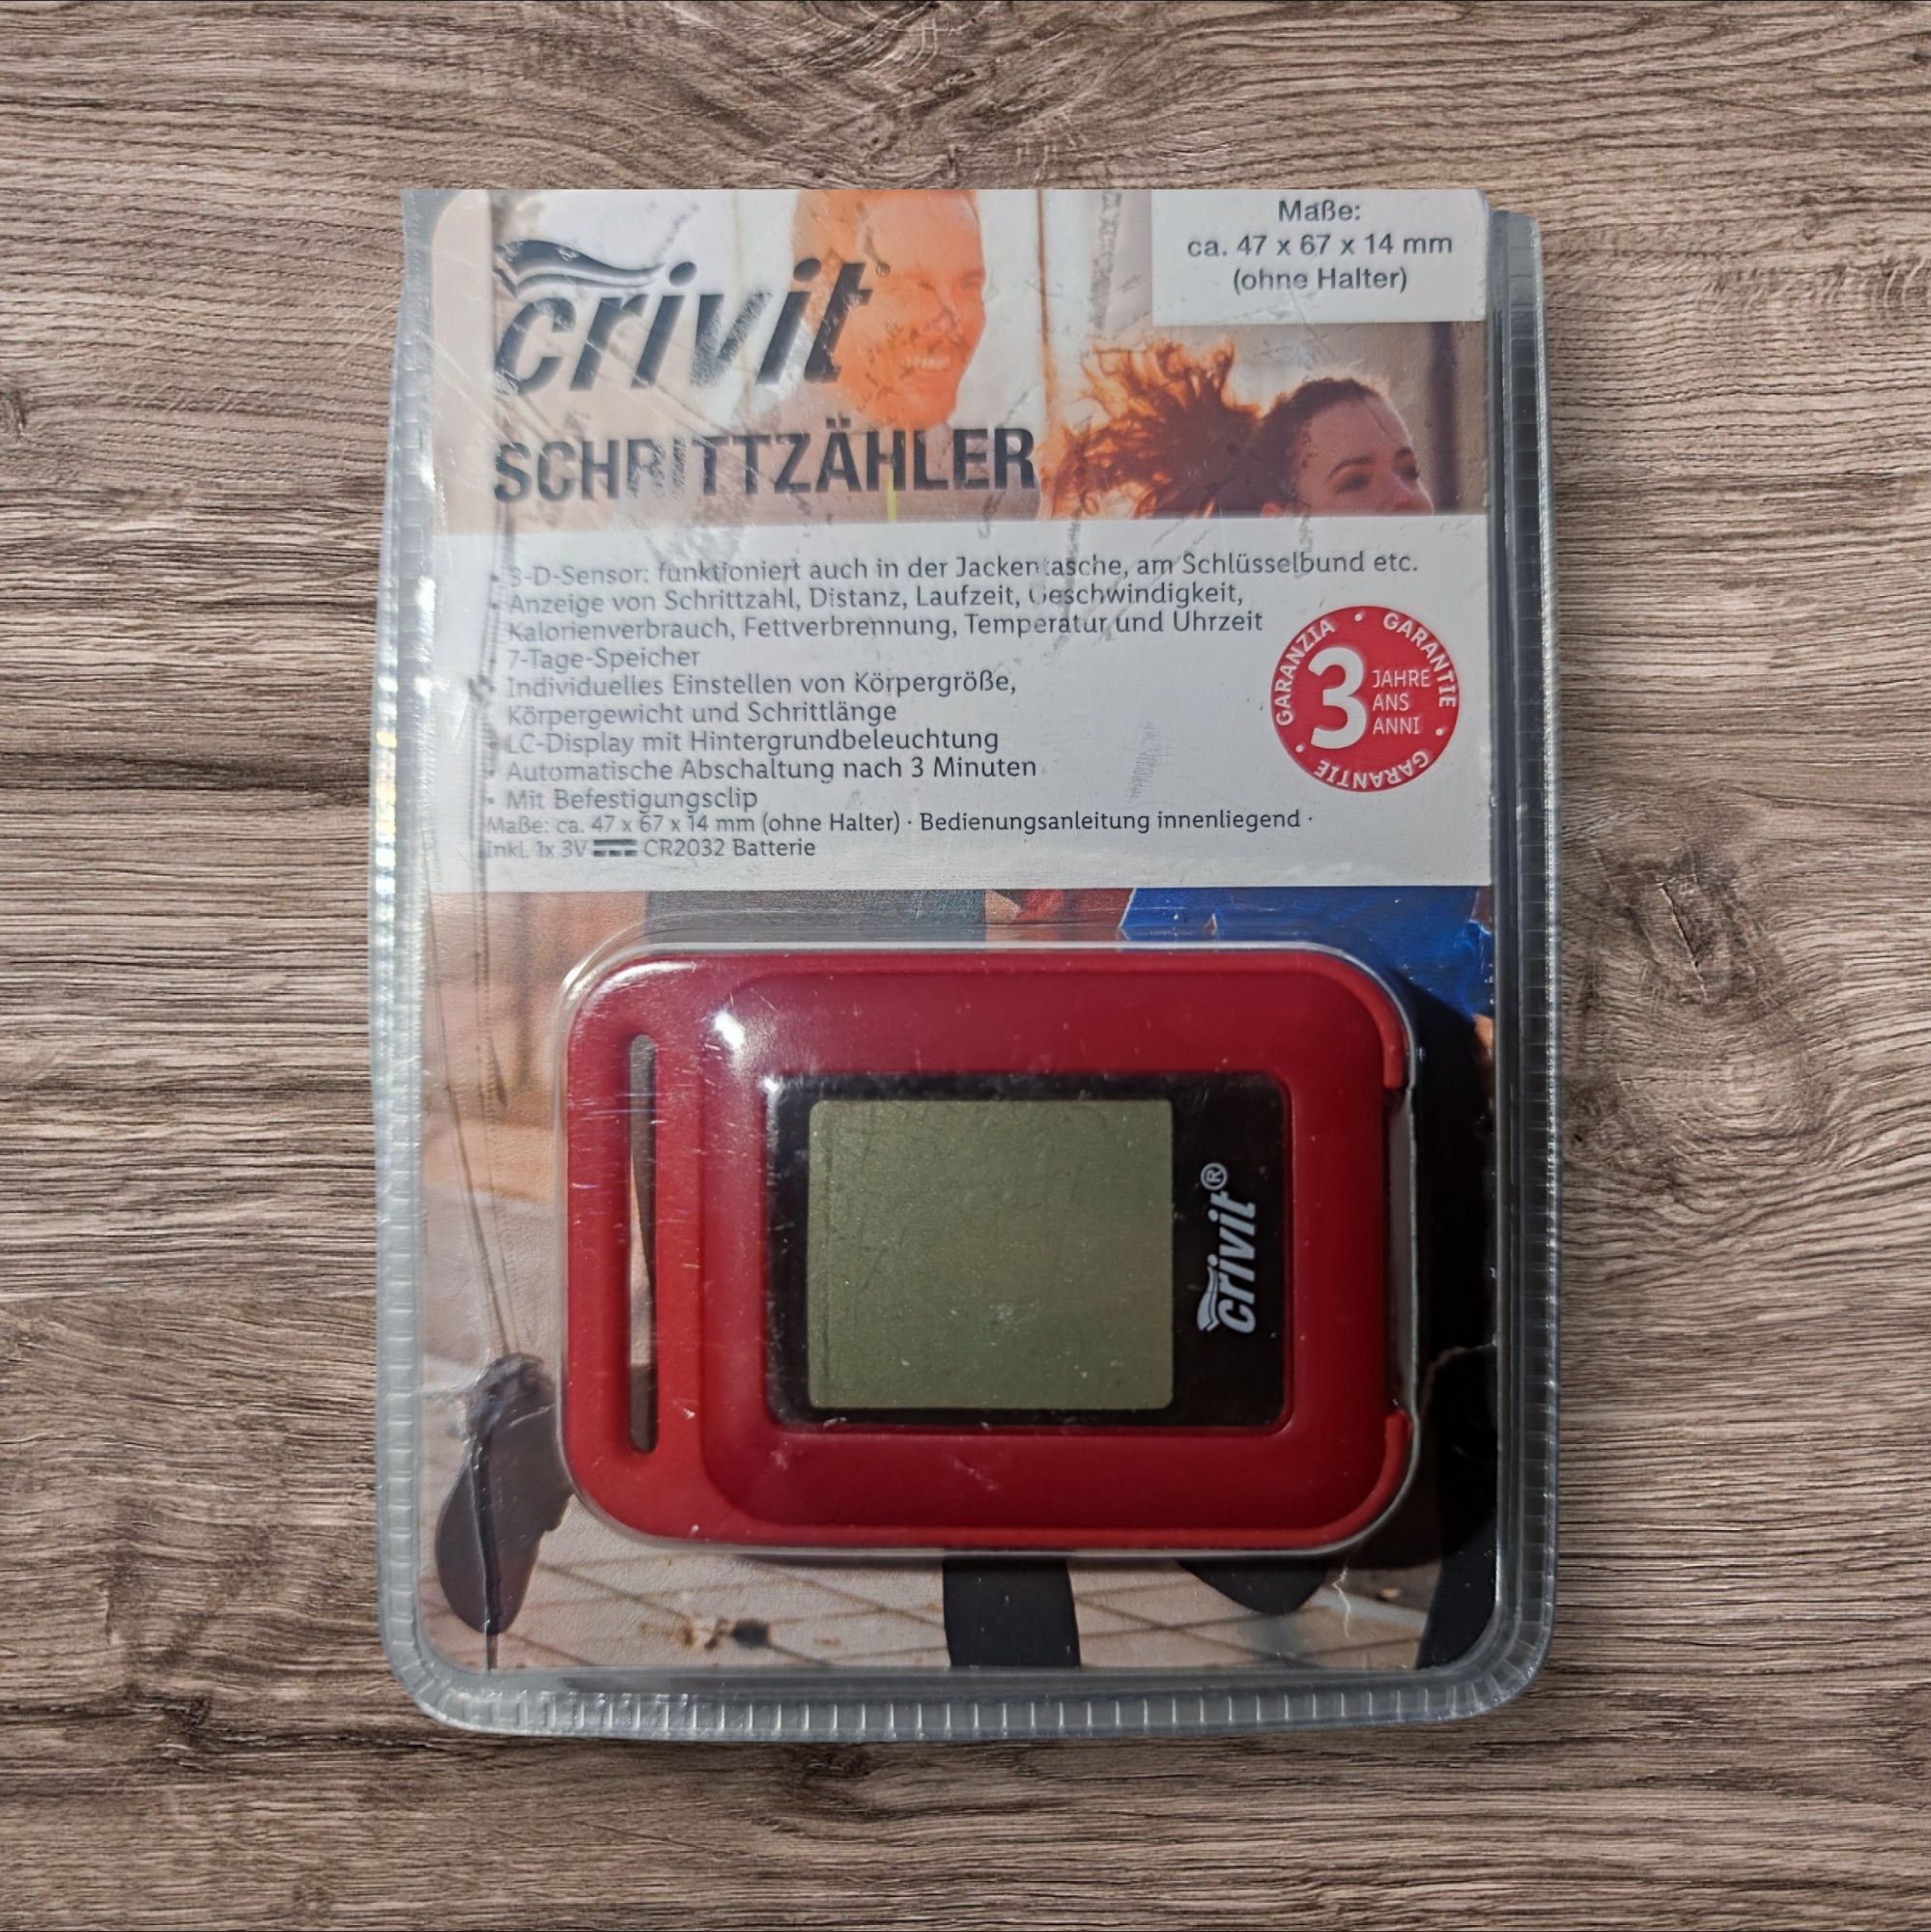 Maße:
ca. 47 x 67 x 14 mm
(ohne Halter)
crivit®
SCHRITTZÄHLER
• 3-D-Sensor: funktioniert auch in der Jackentasche, am Schlüsselbund etc.
• Anzeige von Schrittzahl, Distanz, Laufzeit, Geschwindigkeit,
Kalorienverbrauch, Fettverbrennung, Temperatur und Uhrzeit
• 7-Tage-Speicher
• Individuelles Einstellen von Körpergröße,
Körpergewicht und Schrittlänge
• LC-Display mit Hintergrundbeleuchtung
• Automatische Abschaltung nach 3 Minuten
• Mit Befestigungsclip
Maße: ca. 47 x 67 x 14 mm (ohne Halter) · Bedienungsanleitung innenliegend ·
Inkl. 1x 3V CR2032 Batterie
GARANZIA • GARANTIE • GARANTIE •
3 JAHRE
ANS
ANNI
crivit®